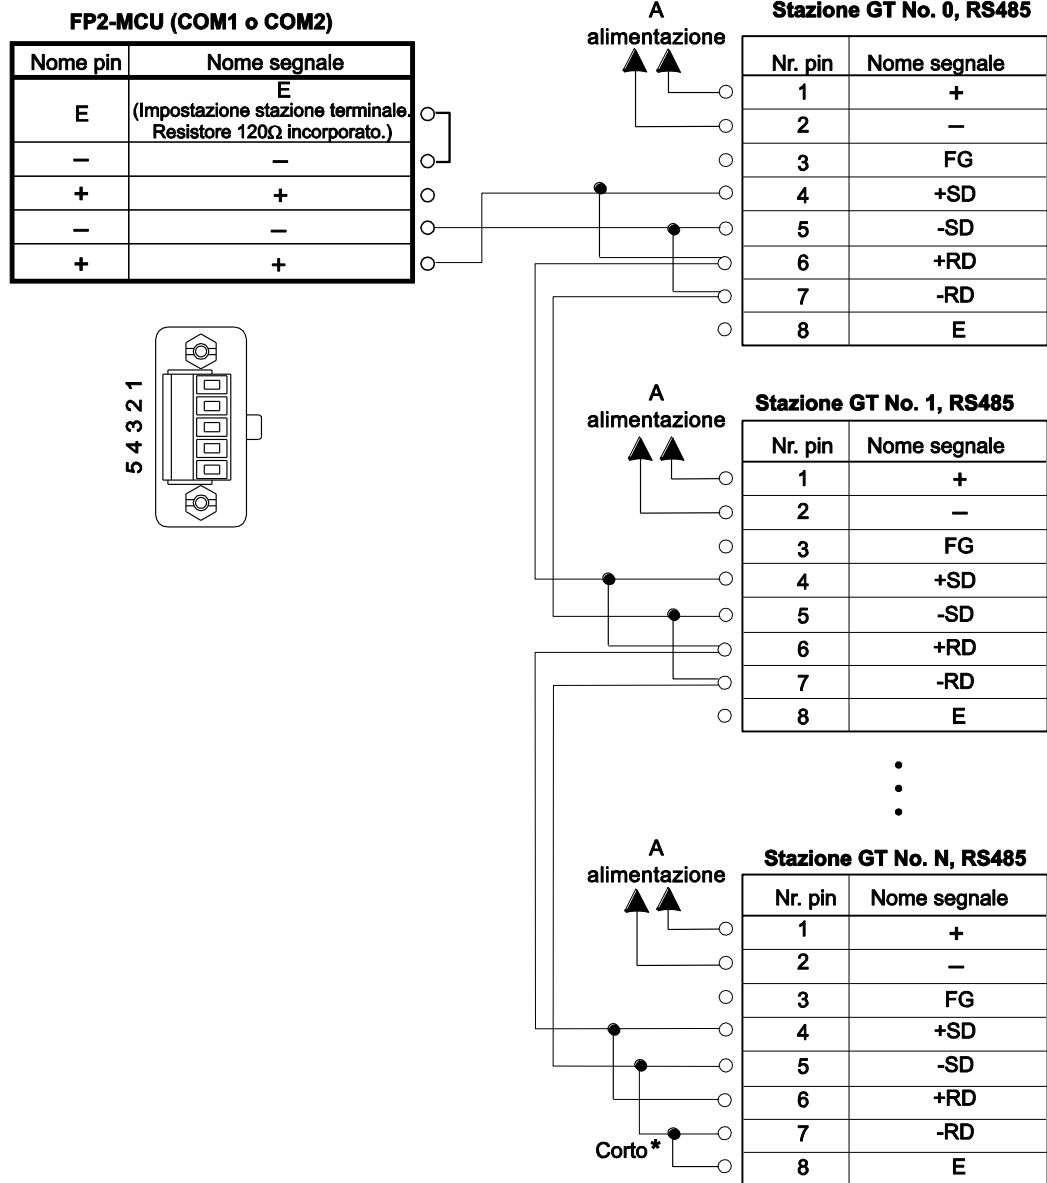 FP2-MCU (COM1 o COM2)
Nome pin Nome segnale
E E
(Impostazione stazione terminale.
Resistore 120Ω incorporato.)
– –
+ +
– –
+ +
5 4 3 2 1
A
alimentazione
Stazione GT No. 0, RS485
Nr. pin Nome segnale
1 +
2 –
3 FG
4 +SD
5 -SD
6 +RD
7 -RD
8 E
A
alimentazione
Stazione GT No. 1, RS485
Nr. pin Nome segnale
1 +
2 –
3 FG
4 +SD
5 -SD
6 +RD
7 -RD
8 E
A
alimentazione
Stazione GT No. N, RS485
Nr. pin Nome segnale
1 +
2 –
3 FG
4 +SD
5 -SD
6 +RD
7 -RD
Corto*
8 E